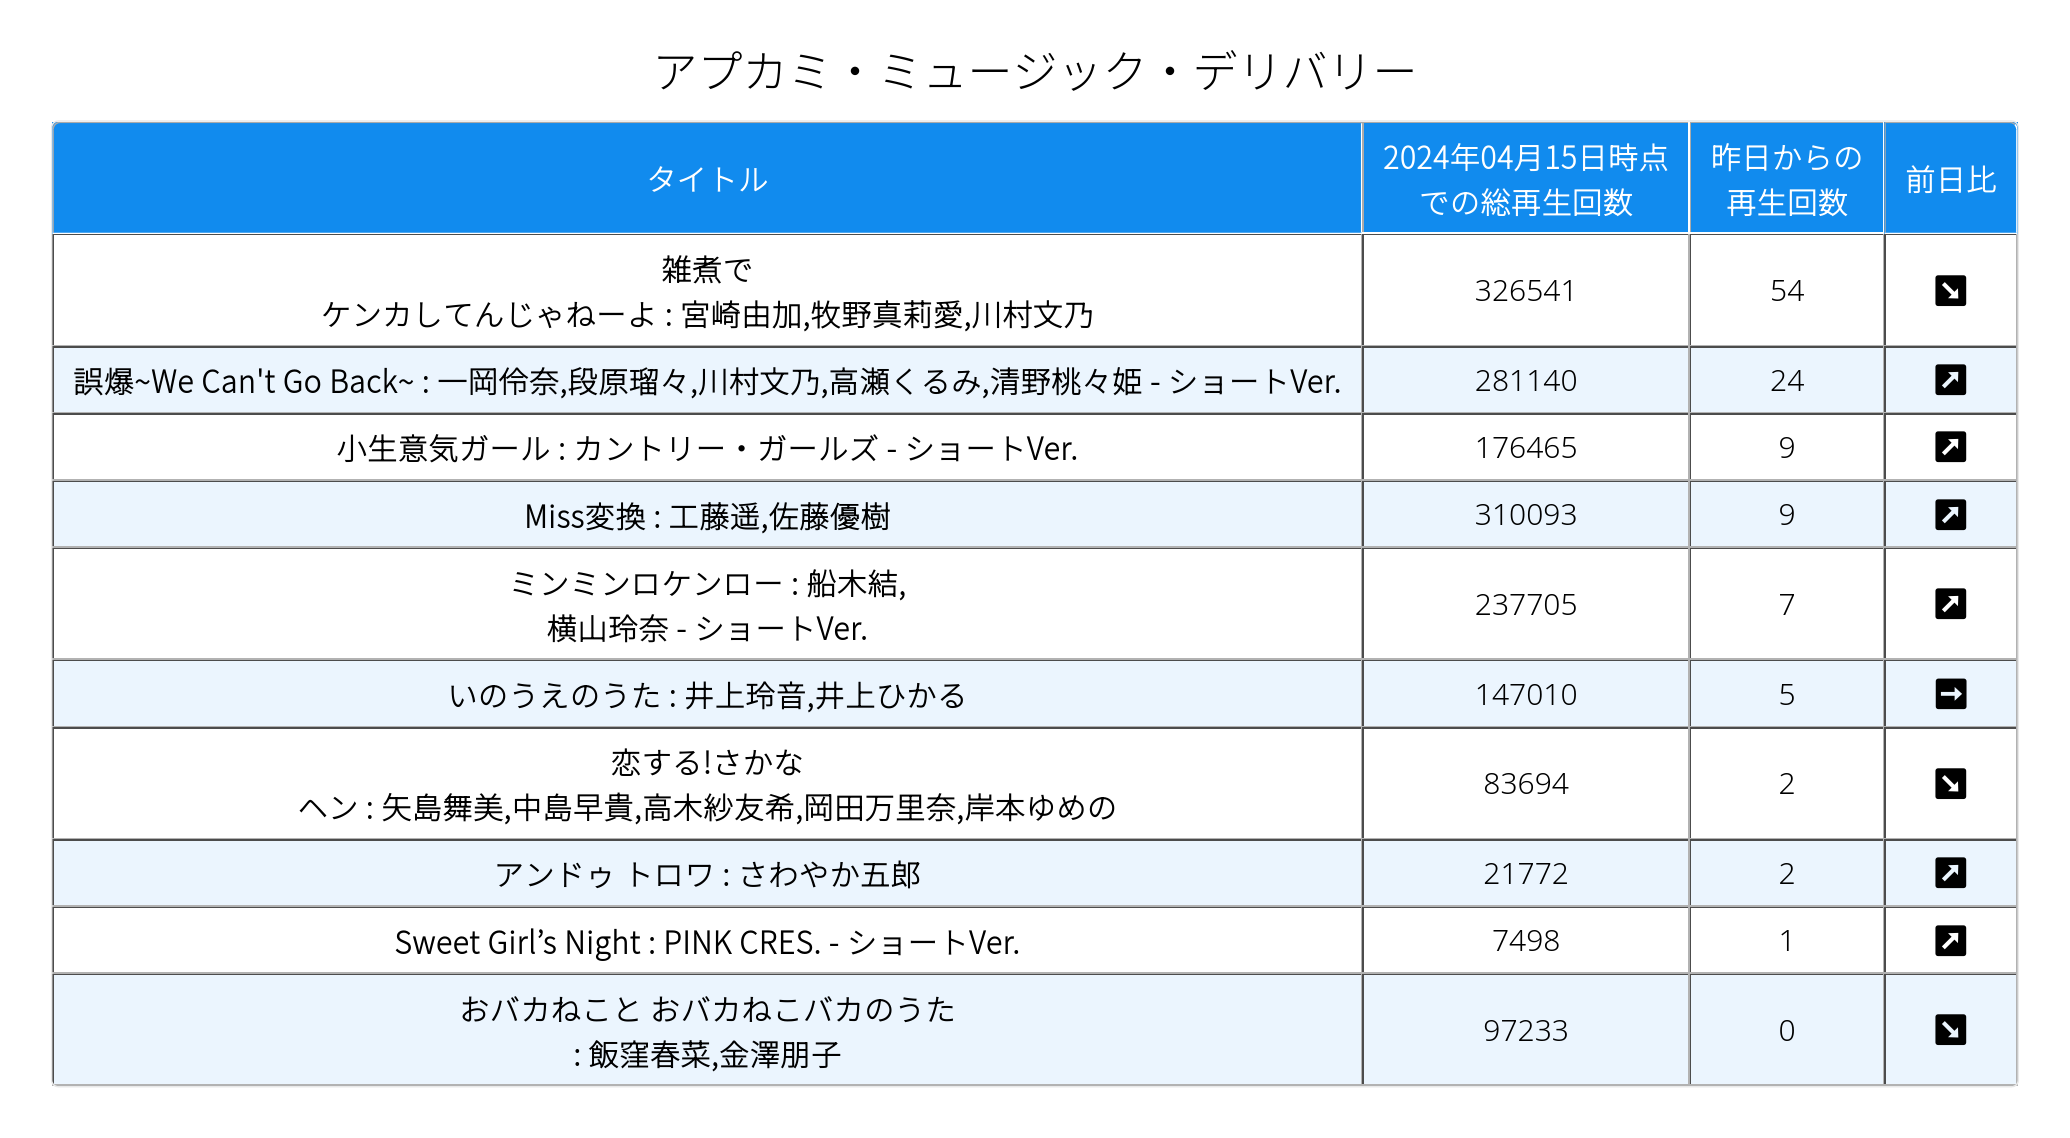 アプカミ・ミュージック・デリバリー
タイトル
2024年04月15日時点
での総再生回数
昨日からの
再生回数
前日比
雑煮で
ケンカしてんじゃねーよ : 宮崎由加,牧野真莉愛,川村文乃
326541
54
誤爆~We Can't Go Back~ : 一岡伶奈,段原瑠々,川村文乃,高瀬くるみ,清野桃々姫 - ショートVer.
281140
24
小生意気ガール : カントリー・ガールズ - ショートVer.
176465
9
Miss変換 : 工藤遥,佐藤優樹
310093
9
ミンミンロケンロー : 船木結,
横山玲奈 - ショートVer.
237705
7
いのうえのうた : 井上玲音,井上ひかる
147010
5
恋する!さかな
ヘン : 矢島舞美,中島早貴,高木紗友希,岡田万里奈,岸本ゆめの
83694
2
アンドゥ トロワ : さわやか五郎
21772
2
Sweet Girl’s Night : PINK CRES. - ショートVer.
7498
1
おバカねこと おバカねこバカのうた
: 飯窪春菜,金澤朋子
97233
0